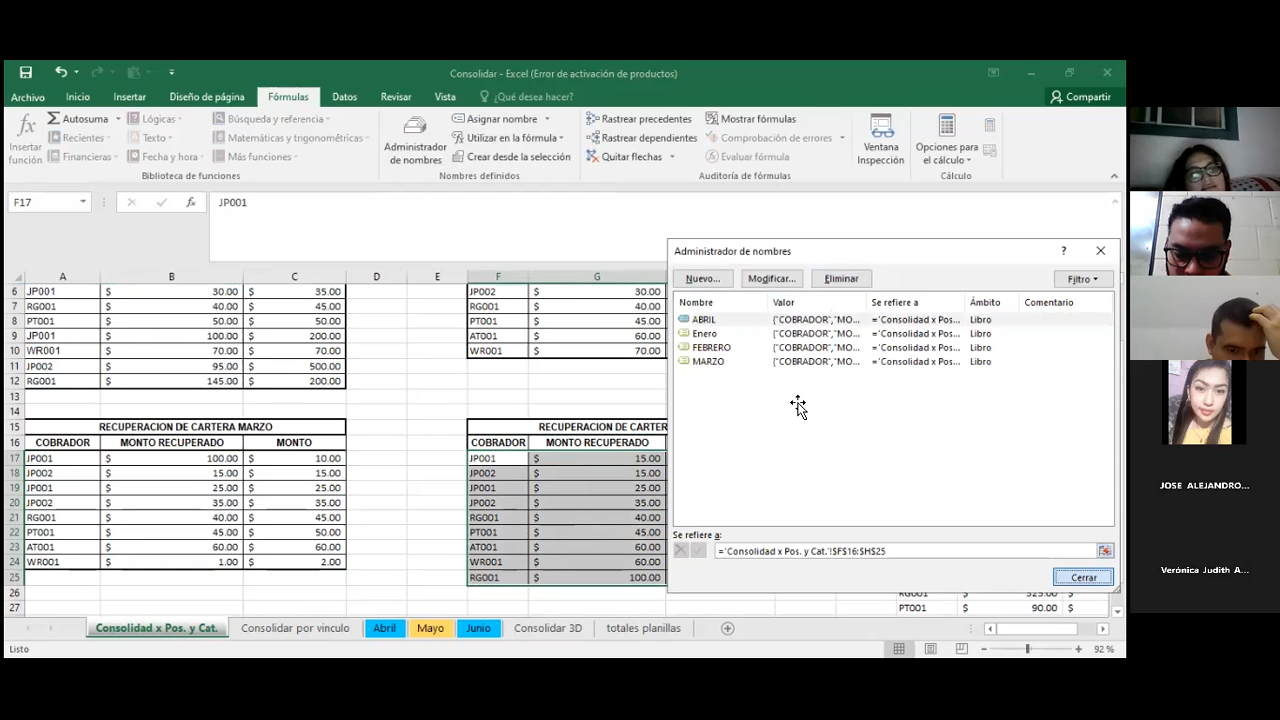 Consolidar - Excel (Error de activación de productos)
Archivo Inicio Insertar Diseño de página Fórmulas Datos Revisar Vista ¿Qué desea hacer? Compartir
Insertar función
Autosuma
Recientes
Financieras
Lógicas
Texto
Fecha y hora
Búsqueda y referencia
Matemáticas y trigonométricas
Más funciones
Biblioteca de funciones
Administrador de nombres
Asignar nombre
Utilizar en la fórmula
Crear desde la selección
Nombres definidos
Rastrear precedentes
Rastrear dependientes
Quitar flechas
Mostrar fórmulas
Comprobación de errores
Evaluar fórmula
Auditoría de fórmulas
Ventana Inspección
Opciones para el cálculo
Cálculo
F17 fx JP001
A B C D E F G
6 JP001 $ 30.00 $ 35.00 JP002 $ 30.00
7 RG001 $ 40.00 $ 45.00 RG001 $ 40.00
8 PT001 $ 50.00 $ 50.00 PT001 $ 45.00
9 JP001 $ 100.00 $ 200.00 AT001 $ 60.00
10 WR001 $ 70.00 $ 70.00 WR001 $ 70.00
11 JP002 $ 95.00 $ 500.00
12 RG001 $ 145.00 $ 200.00
13
14
15 RECUPERACION DE CARTERA MARZO RECUPERACION DE CARTER
16 COBRADOR MONTO RECUPERADO MONTO COBRADOR MONTO RECUPERADO
17 JP001 $ 100.00 $ 10.00 JP001 $ 15.00
18 JP002 $ 15.00 $ 15.00 JP002 $ 15.00
19 JP001 $ 25.00 $ 25.00 JP001 $ 25.00
20 JP002 $ 35.00 $ 35.00 JP002 $ 35.00
21 RG001 $ 40.00 $ 45.00 RG001 $ 40.00
22 PT001 $ 45.00 $ 50.00 PT001 $ 45.00
23 AT001 $ 60.00 $ 60.00 AT001 $ 60.00
24 WR001 $ 1.00 $ 2.00 WR001 $ 60.00
25 RG001 $ 100.00
26 RG001 325.00
27 PT001 $ 90.00 $
Administrador de nombres ?
Nuevo... Modificar... Eliminar Filtro
Nombre Valor Se refiere a Ámbito Comentario
ABRIL {"COBRADOR","MO... ='Consolidad x Pos... Libro
Enero {"COBRADOR","MO... ='Consolidad x Pos... Libro
FEBRERO {"COBRADOR","MO... ='Consolidad x Pos... Libro
MARZO {"COBRADOR","MO... ='Consolidad x Pos... Libro
Se refiere a:
='Consolidad x Pos. y Cat.'!$F$16:$H$25
Cerrar
Consolidad x Pos. y Cat. Consolidar por vinculo Abril Mayo Junio Consolidar 3D totales planillas
Listo 92 %
JOSE ALEJANDRO...
Verónica Judith A...